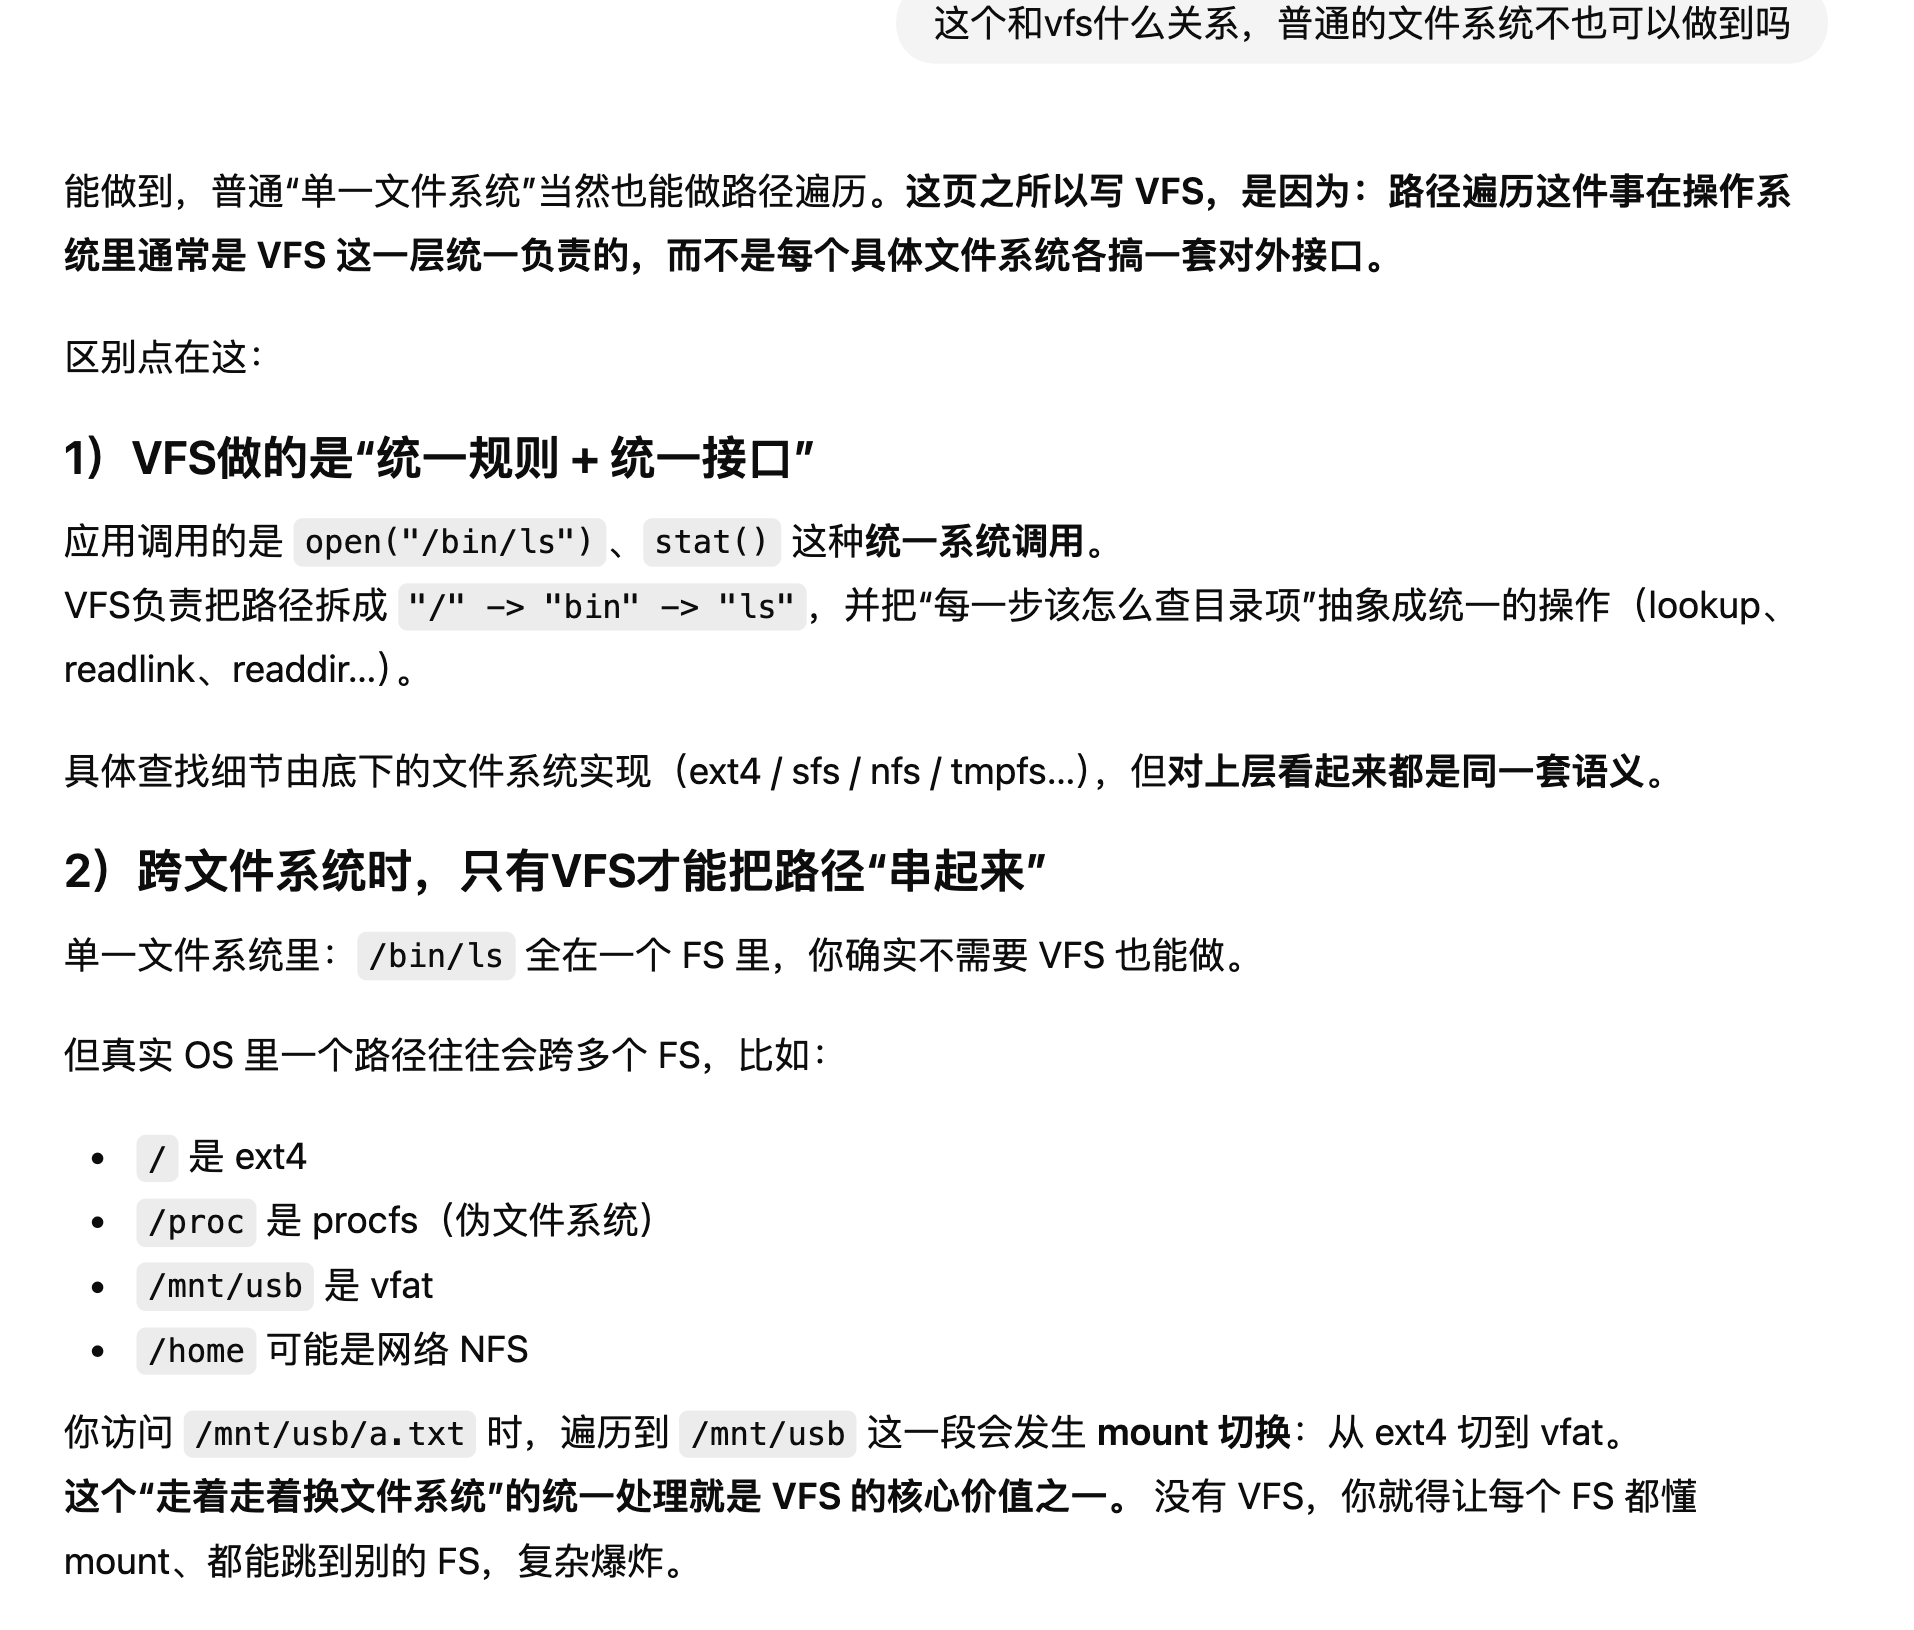 这个和vfs什么关系，普通的文件系统不也可以做到吗
能做到，普通“单一文件系统”当然也能做路径遍历。这页之所以写 VFS，是因为：路径遍历这件事在操作系
统里通常是 VFS 这一层统一负责的，而不是每个具体文件系统各搞一套对外接口。
区别点在这：
1）VFS做的是“统一规则 + 统一接口”
应用调用的是 open("/bin/ls")、stat() 这种统一系统调用。
VFS负责把路径拆成 "/" -> "bin" -> "ls"，并把“每一步该怎么查目录项”抽象成统一的操作（lookup、
readlink、readdir…）。
具体查找细节由底下的文件系统实现（ext4 / sfs / nfs / tmpfs…），但对上层看起来都是同一套语义。
2）跨文件系统时，只有VFS才能把路径“串起来”
单一文件系统里：/bin/ls 全在一个 FS 里，你确实不需要 VFS 也能做。
但真实 OS 里一个路径往往会跨多个 FS，比如：
• / 是 ext4
• /proc 是 procfs（伪文件系统）
• /mnt/usb 是 vfat
• /home 可能是网络 NFS
你访问 /mnt/usb/a.txt 时，遍历到 /mnt/usb 这一段会发生 mount 切换：从 ext4 切到 vfat。
这个“走着走着换文件系统”的统一处理就是 VFS 的核心价值之一。 没有 VFS，你就得让每个 FS 都懂
mount、都能跳到别的 FS，复杂爆炸。